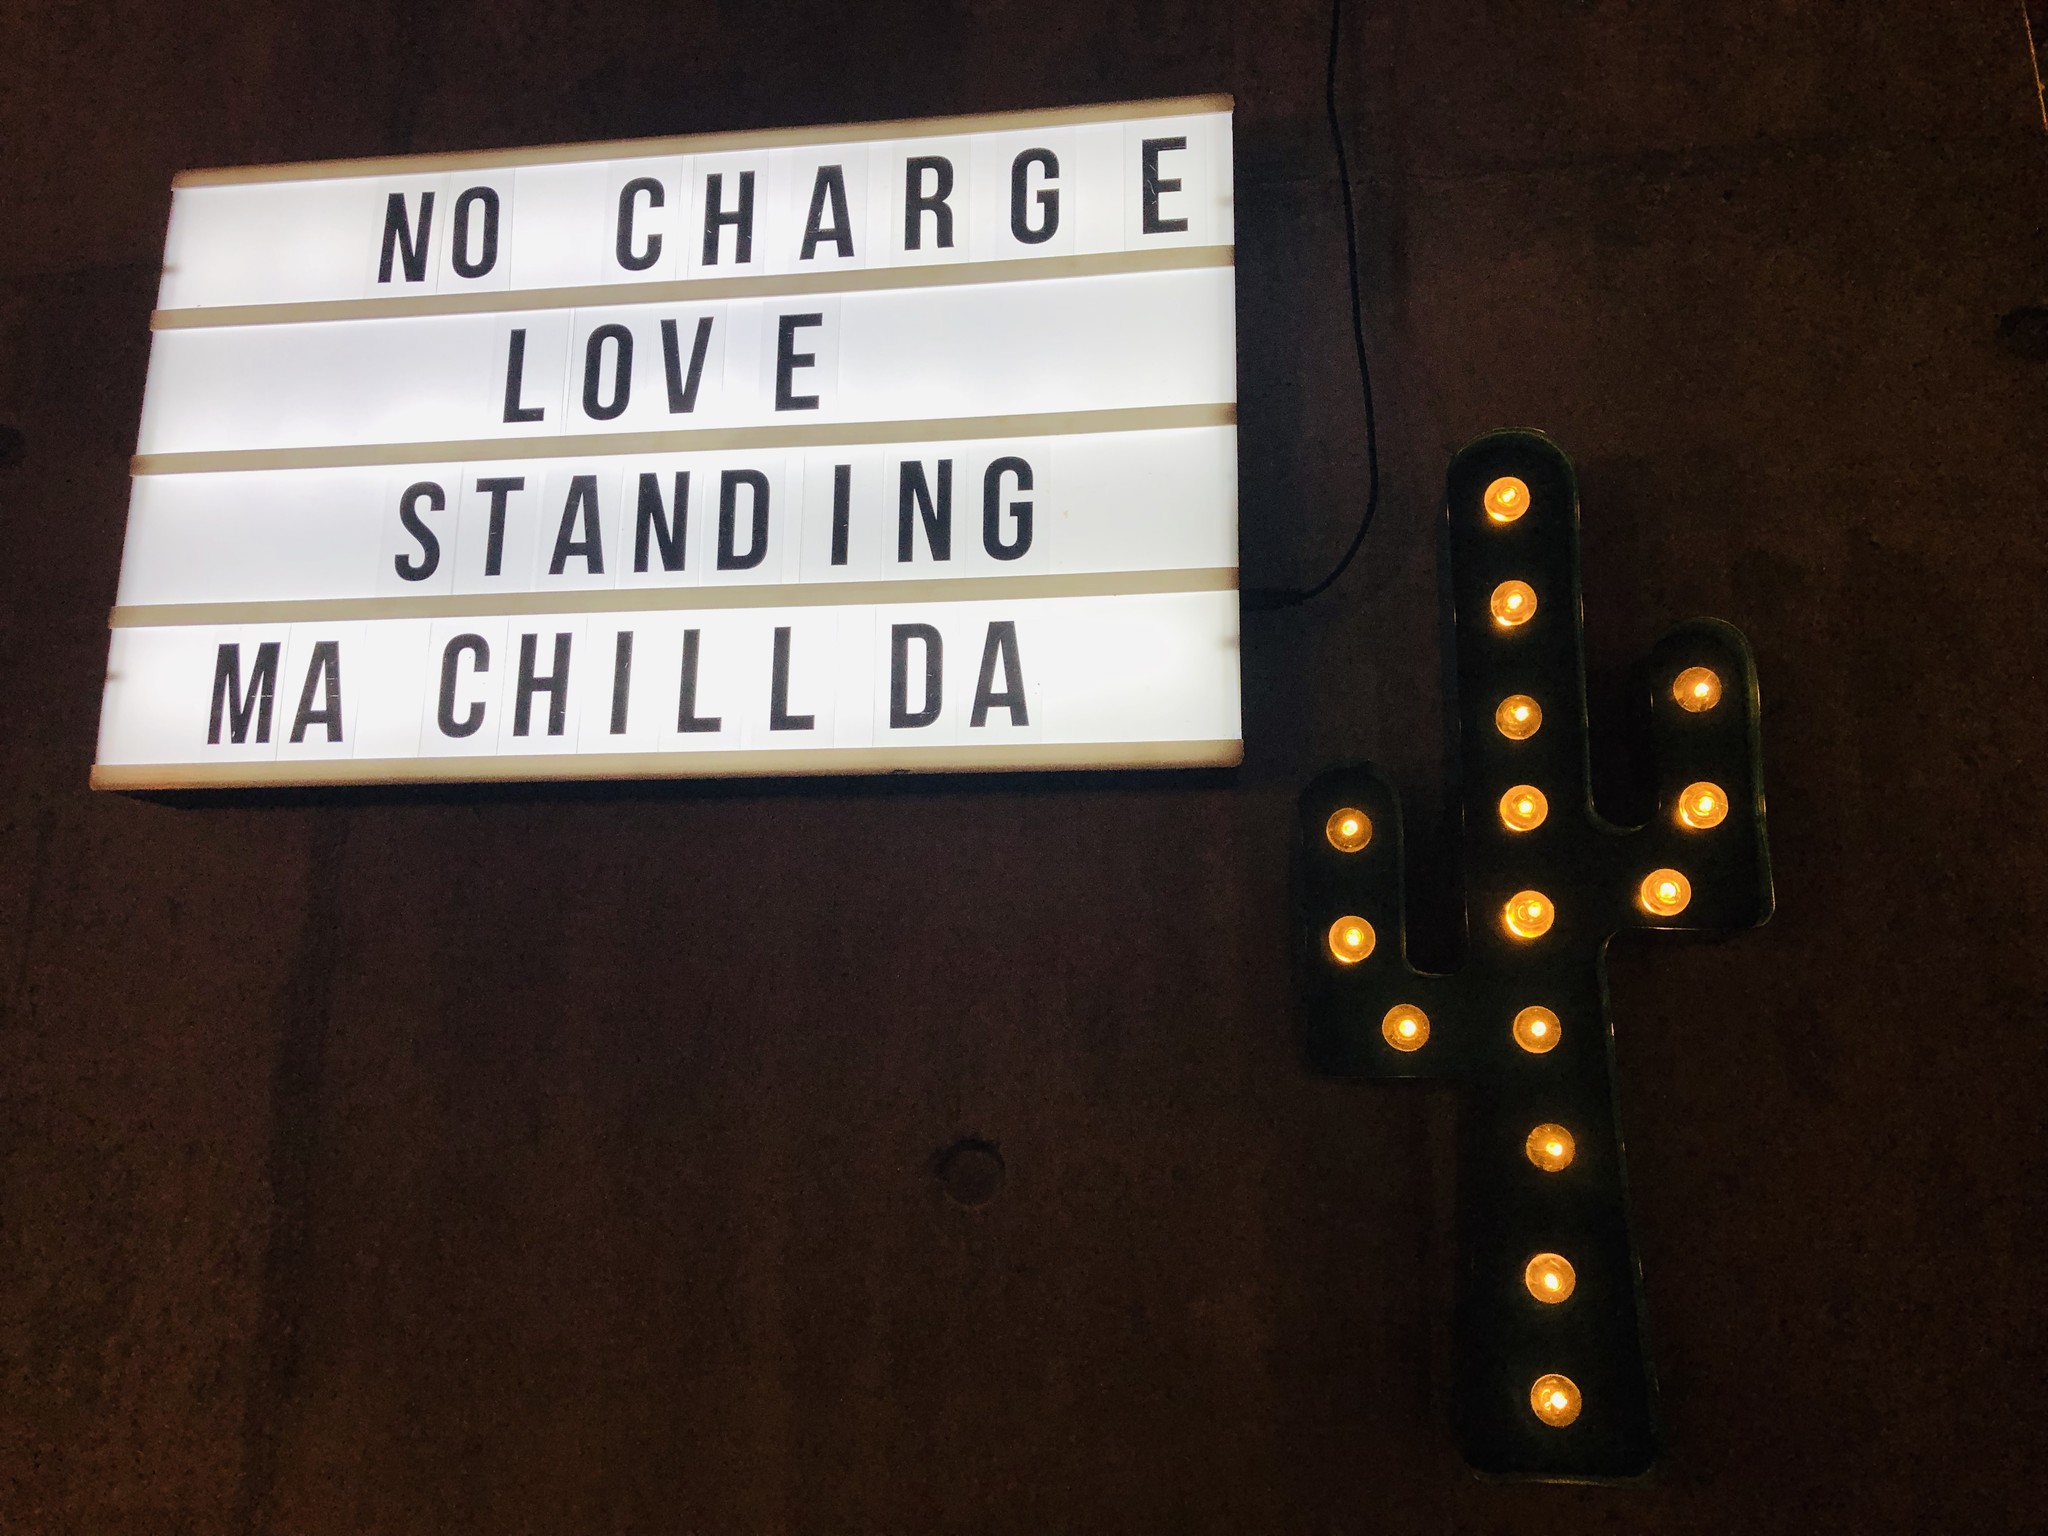 NO CHARGE
LOVE
STANDING
MA CHILL DA